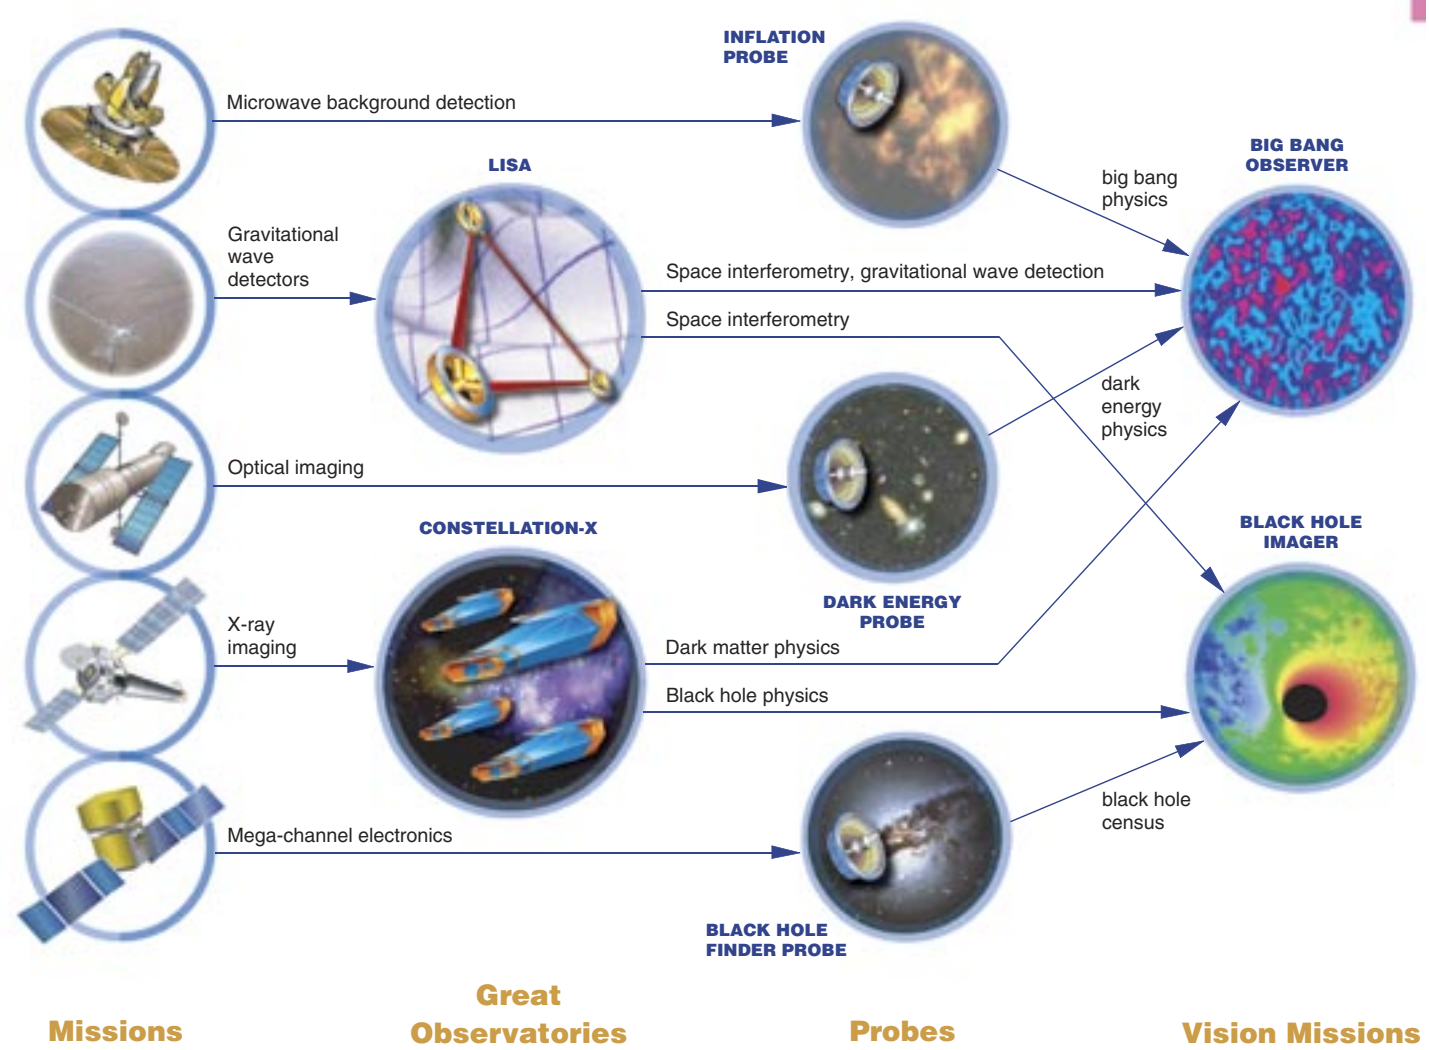 INFLATION
PROBE
Microwave background detection
LISA
BIG BANG
OBSERVER
big bang
physics
Gravitational
wave
detectors
Space interferometry, gravitational wave detection
Space interferometry
dark
energy
physics
Optical imaging
CONSTELLATION-X
BLACK HOLE
IMAGER
DARK ENERGY
PROBE
X-ray
imaging
Dark matter physics
Black hole physics
black hole
census
Mega-channel electronics
BLACK HOLE
FINDER PROBE
Missions
Great
Observatories
Probes
Vision Missions